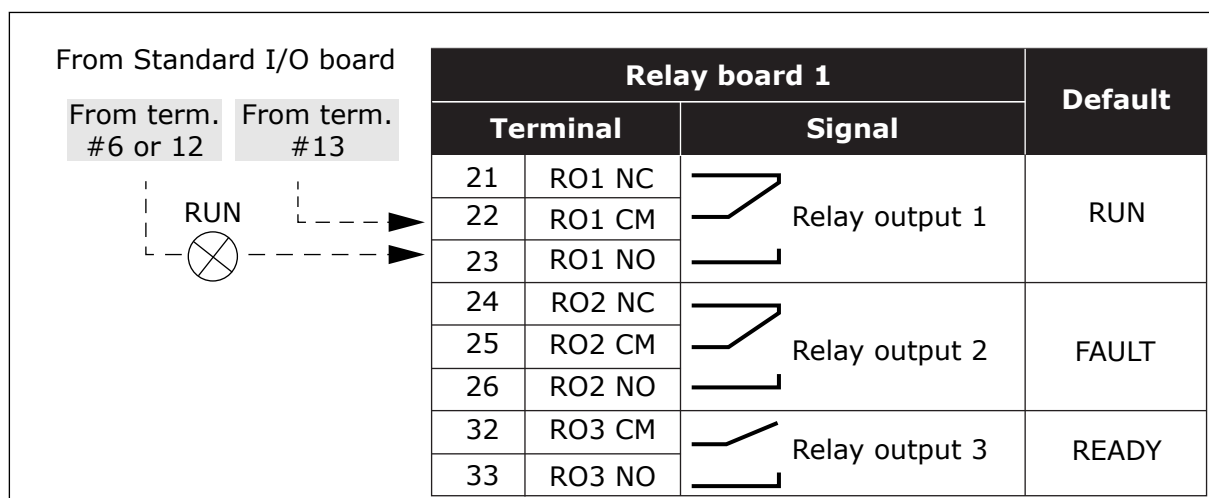 From Standard I/O board
From term.
#6 or 12
From term.
#13
RUN
Relay board 1
Default
Terminal
Signal
21 RO1 NC
22 RO1 CM
23 RO1 NO
Relay output 1
RUN
24 RO2 NC
25 RO2 CM
26 RO2 NO
Relay output 2
FAULT
32 RO3 CM
33 RO3 NO
Relay output 3
READY